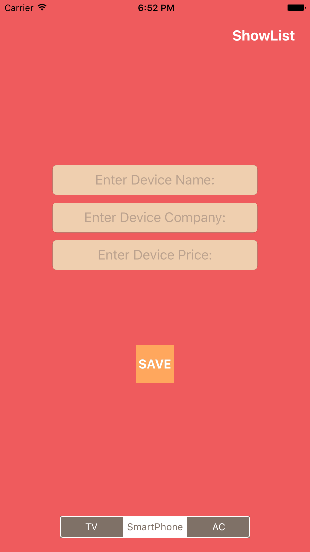 Carrier 6:52 PM
ShowList
Enter Device Name:
Enter Device Company:
Enter Device Price:
SAVE
TV SmartPhone AC